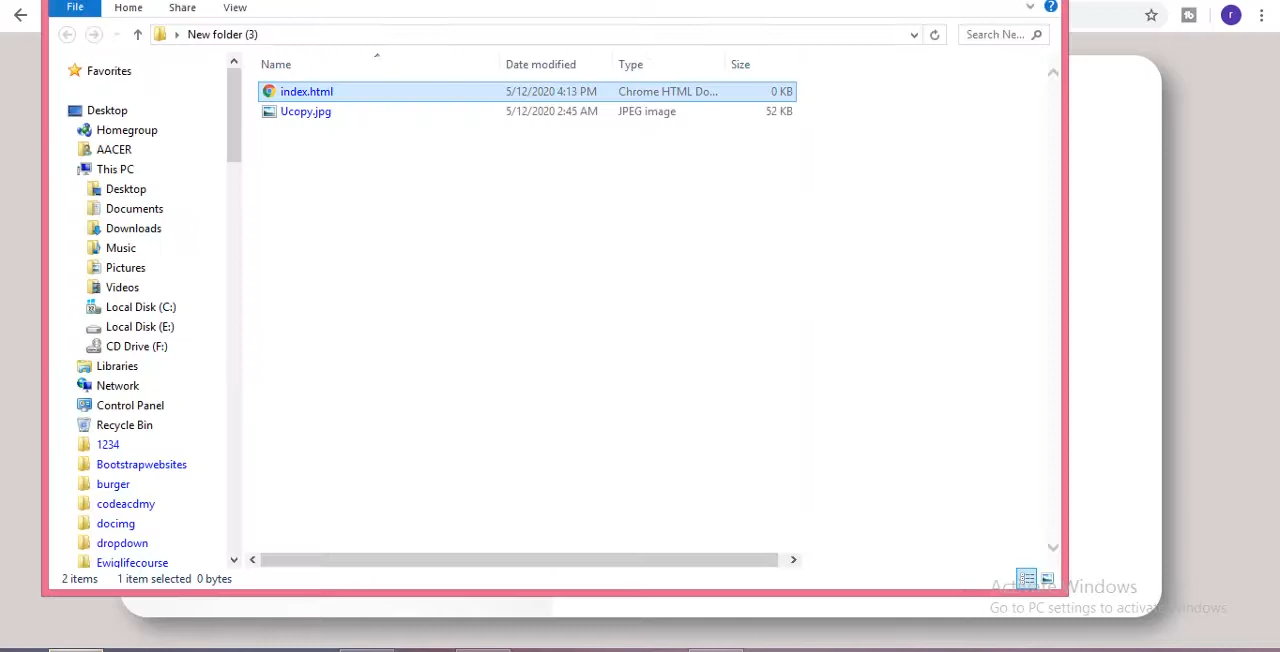 File Home Share View
r
New folder (3) Search Ne...
Name Date modified Type Size
index.html 5/12/2020 4:13 PM Chrome HTML Do... 0 KB
Ucopy.jpg 5/12/2020 2:45 AM JPEG image 52 KB
Favorites
Desktop
Homegroup
AACER
This PC
Desktop
Documents
Downloads
Music
Pictures
Videos
Local Disk (C:)
Local Disk (E:)
CD Drive (F:)
Libraries
Network
Control Panel
Recycle Bin
1234
Bootstrapwebsites
burger
codeacdmy
docimg
dropdown
Ewiglifecourse
2 items 1 item selected 0 bytes
Activate Windows
Go to PC settings to activate Windows.